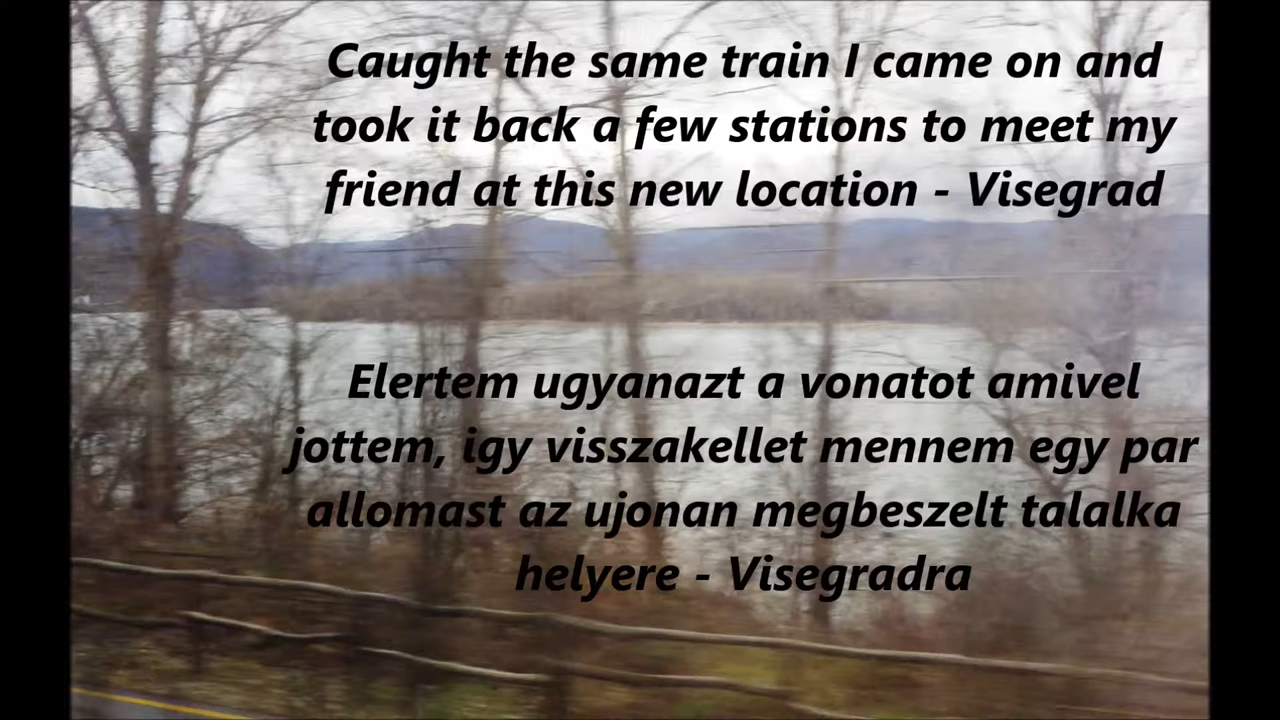 Caught the same train I came on and
took it back a few stations to meet my
friend at this new location - Visegrad
Elertem ugyanazt a vonatot amivel
jottem, igy visszakellet mennem egy par
allomast az ujonan megbeszelt talalka
helyere - Visegradra